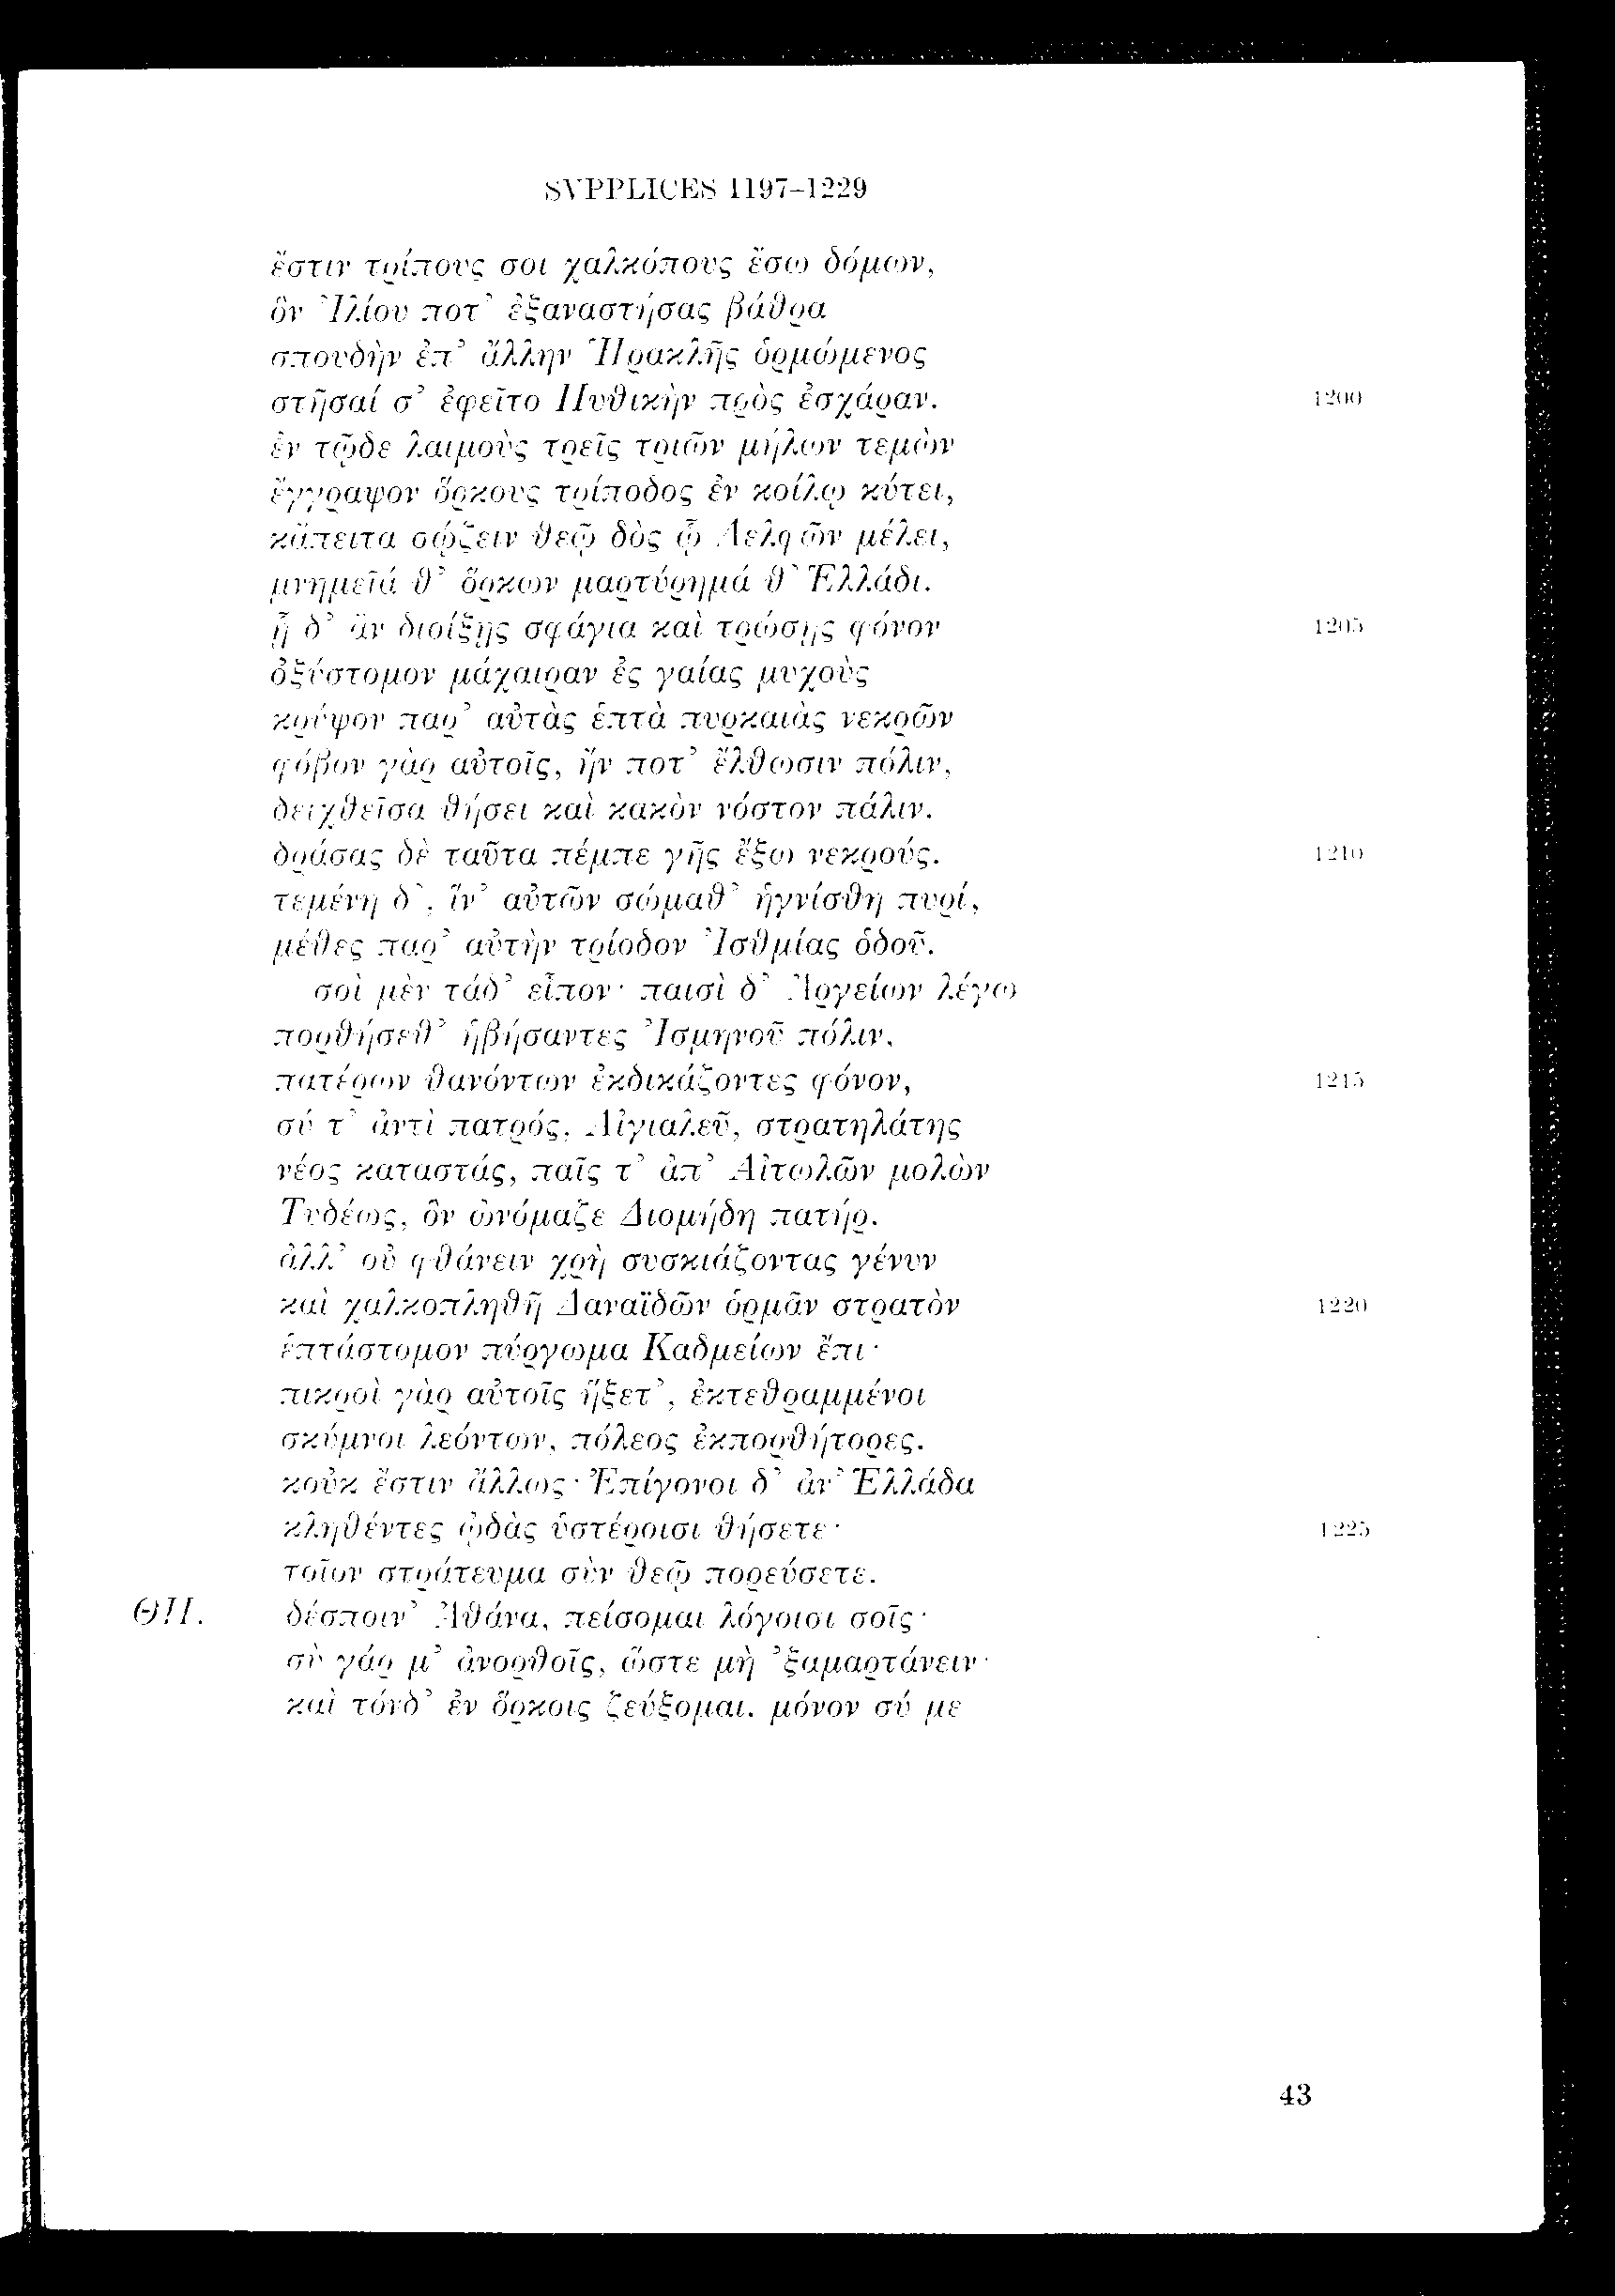 SVPPLICES 1197–1229
ἔστιν τρίπους σοι χαλκόπους ἔσω δόμων,
ὃν Ἰλίου ποτ’ ἐξαναστήσας βάθρα
σπουδὴν ἐπ’ ἄλλην Ἡρακλῆς ὁρμώμενος
στῆσαί σ’ ἐφεῖτο Πυθικὴν πρὸς ἐσχάραν. 1200
ἐν τῷδε λαιμοὺς τρεῖς τριῶν μήλων τεμὼν
ἔγγραψον ὅρκους τρίποδος ἐν κοίλῳ κύτει,
κἄπειτα σῴζειν θεῷ δὸς ᾧ Δελφῶν μέλει,
μνημεῖά θ’ ὅρκων μαρτύρημά θ’ Ἑλλάδι.
ᾗ δ’ ἂν διοίξῃς σφάγια καὶ τρώσῃς φόνον 1205
ὀξύστομον μάχαιραν ἐς γαίας μυχοὺς
κρύψον παρ’ αὐτὰς ἑπτὰ πυρκαιὰς νεκρῶν
φόβον γὰρ αὐτοῖς, ἤν ποτ’ ἔλθωσιν πόλιν,
δειχθεῖσα θήσει καὶ κακὸν νόστον πάλιν.
δράσας δὲ ταῦτα πέμπε γῆς ἔξω νεκρούς. 1210
τεμένη δ’, ἵν’ αὐτῶν σώμαθ’ ἡγνίσθη πυρί,
μέθες παρ’ αὐτὴν τρίοδον Ἰσθμίας ὁδοῦ.
σοὶ μὲν τάδ’ εἶπον· παισὶ δ’ Ἀργείων λέγω
πορθήσεθ’ ἡβήσαντες Ἰσμηνοῦ πόλιν,
πατέρων θανόντων ἐκδικάζοντες φόνον, 1215
σύ τ’ ἀντὶ πατρός, Αἰγιαλεῦ, στρατηλάτης
νέος καταστάς, παῖς τ’ ἀπ’ Αἰτωλῶν μολὼν
Τυδέως, ὃν ὠνόμαζε Διομήδη πατήρ.
ἀλλ’ οὐ φθάνειν χρὴ συσκιάζοντας γένυν
καὶ χαλκοπληθῆ Δαναϊδῶν ὁρμᾶν στρατὸν 1220
ἑπτάστομον πύργωμα Καδμείων ἔπι·
πικροὶ γὰρ αὐτοῖς ἥξετ’, ἐκτεθραμμένοι
σκύμνοι λεόντων, πόλεος ἐκπορθήτορες.
κοὐκ ἔστιν ἄλλως· Ἐπίγονοι δ’ ἀν’ Ἑλλάδα
κληθέντες ᾠδὰς ὑστέροισι θήσετε· 1225
τοῖον στράτευμα σὺν θεῷ πορεύσετε.
ΘΗ. δέσποιν’ Ἀθάνα, πείσομαι λόγοισι σοῖς·
σὺ γάρ μ’ ἀνορθοῖς, ὥστε μὴ ’ξαμαρτάνειν·
καὶ τόνδ’ ἐν ὅρκοις ζεύξομαι. μόνον σύ με
43